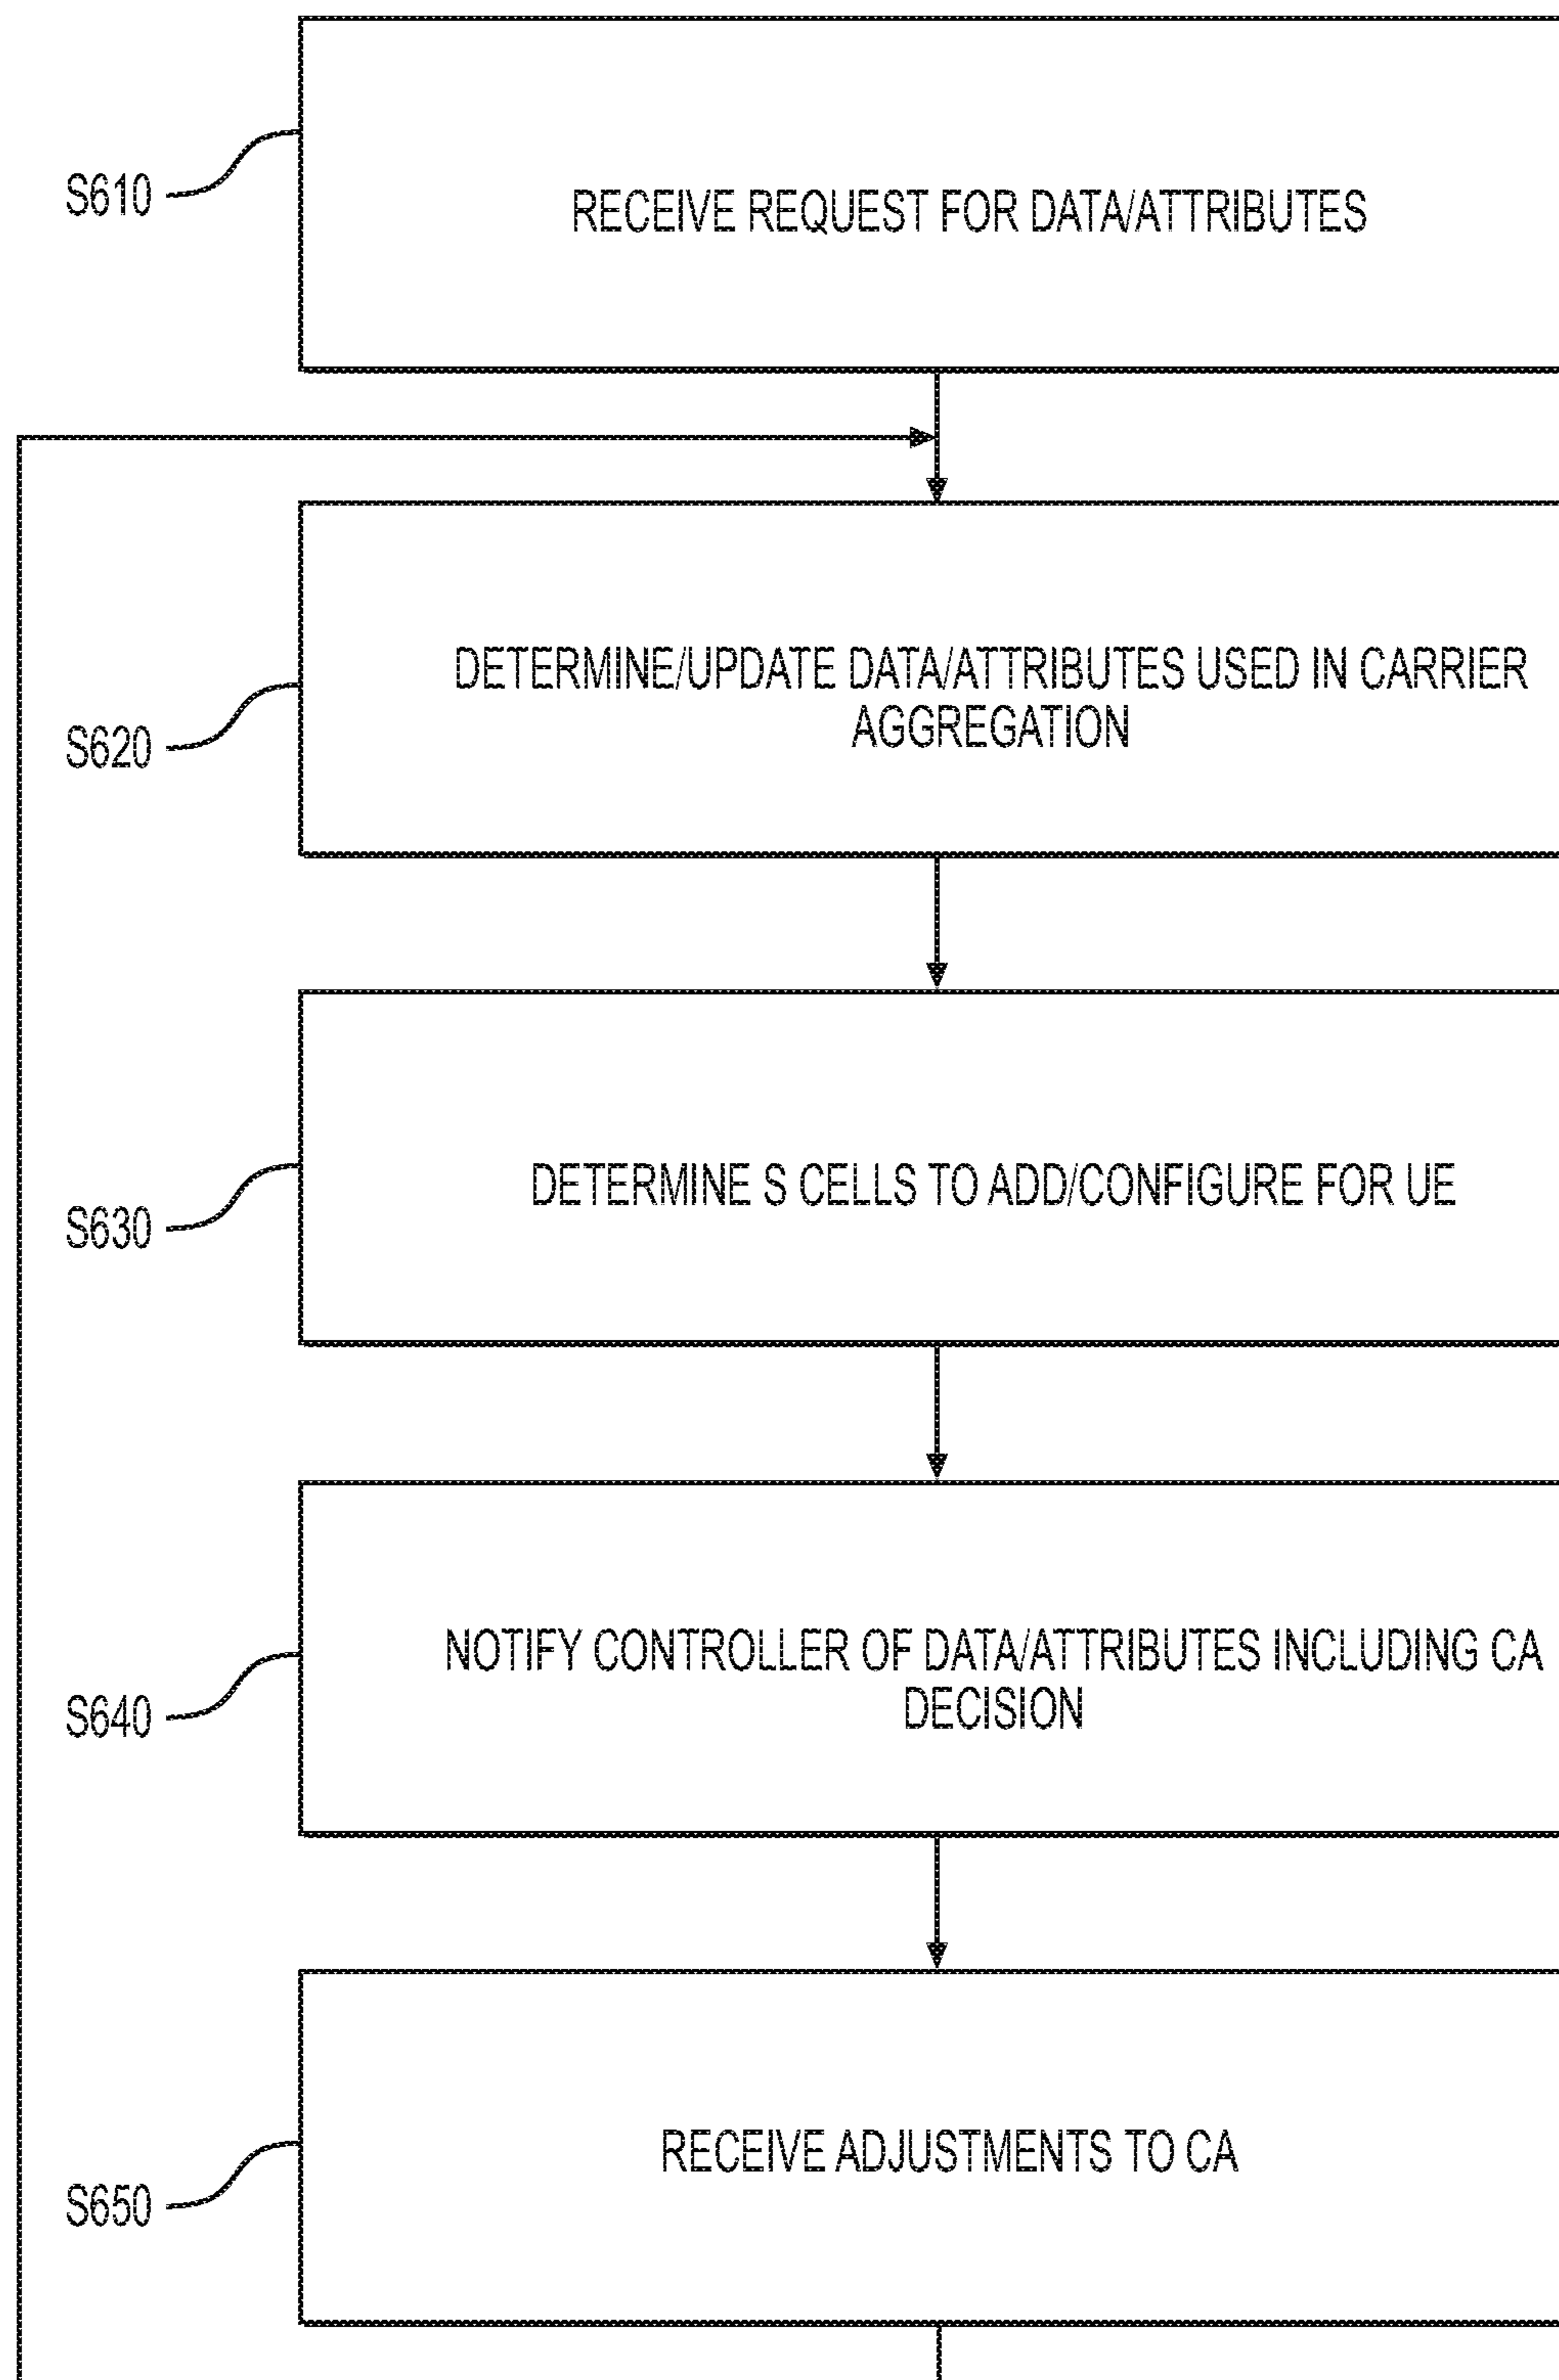 S610
RECEIVE REQUEST FOR DATA/ATTRIBUTES
S620
DETERMINE/UPDATE DATA/ATTRIBUTES USED IN CARRIER
AGGREGATION
S630
DETERMINE S CELLS TO ADD/CONFIGURE FOR UE
S640
NOTIFY CONTROLLER OF DATA/ATTRIBUTES INCLUDING CA
DECISION
S650
RECEIVE ADJUSTMENTS TO CA